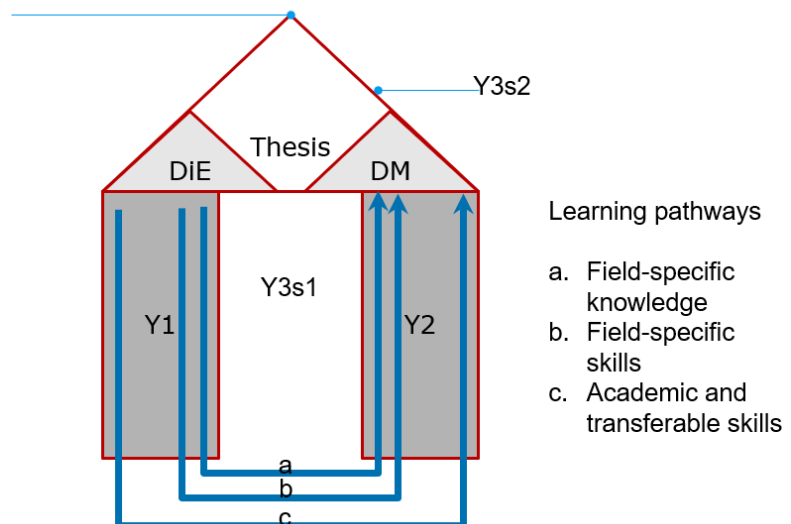 Y3s2
Thesis
DiE
DM
Learning pathways
Y3s1
a. Field-specific
knowledge
Y1
Y2
b. Field-specific
skills
c. Academic and
transferable skills
a
b
c